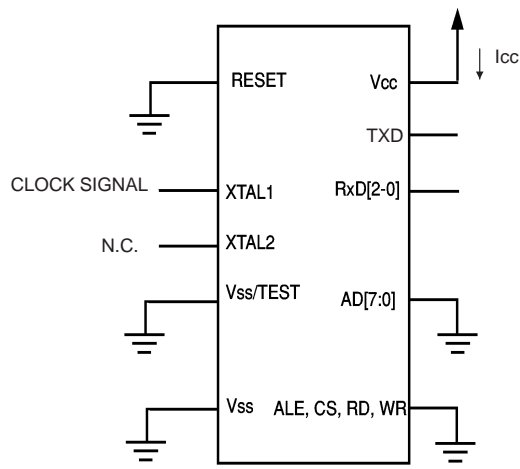 Icc
RESET
Vcc
TXD
CLOCK SIGNAL
XTAL1
RxD[2-0]
N.C.
XTAL2
Vss/TEST
AD[7:0]
Vss
ALE, CS, RD, WR